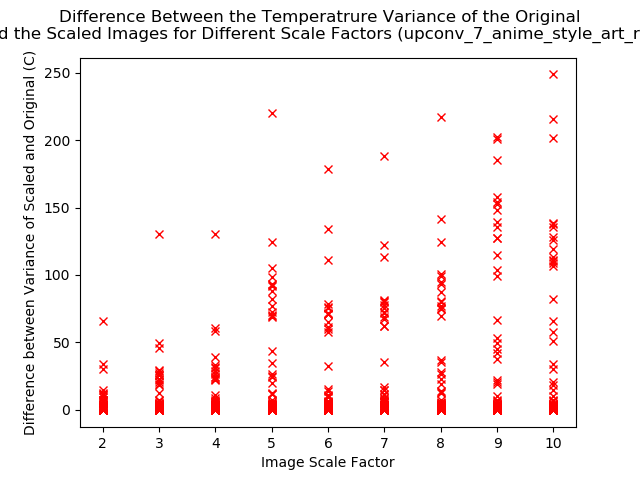 Difference Between the Temperatrure Variance of the Original
d the Scaled Images for Different Scale Factors (upconv_7_anime_style_art_r
Difference between Variance of Scaled and Original (C)
250
200
150
100
50
0
2 3 4 5 6 7 8 9 10
Image Scale Factor